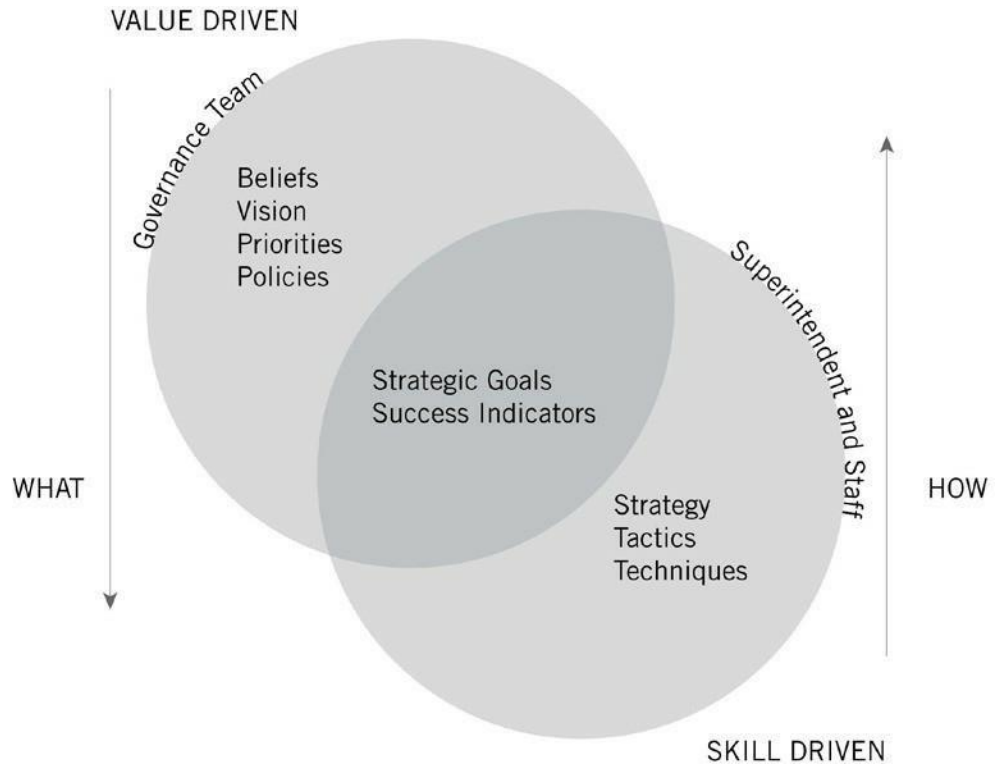 VALUE DRIVEN
Governance Team
Beliefs
Vision
Priorities
Policies
Superintendent and Staff
Strategic Goals
Success Indicators
WHAT
HOW
Strategy
Tactics
Techniques
SKILL DRIVEN